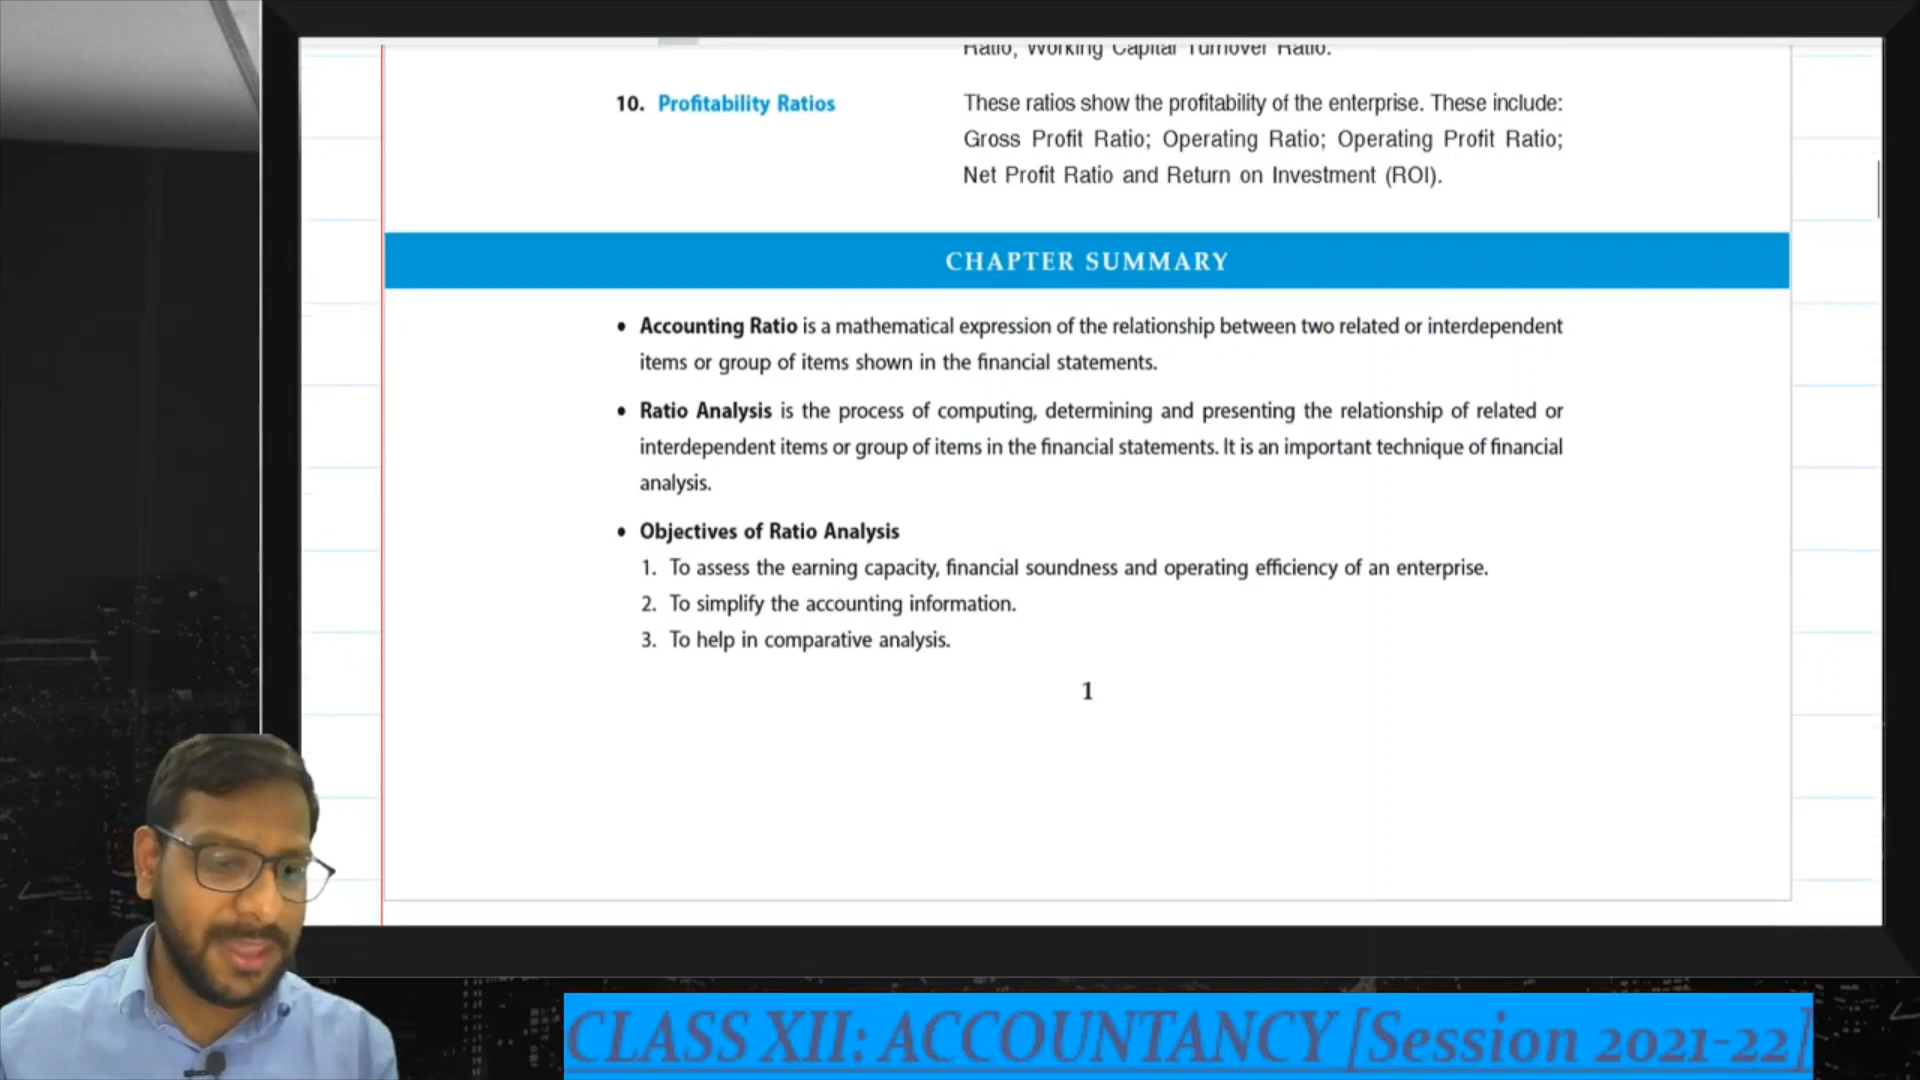 Ratio, Working Capital Turnover Ratio.
10. Profitability Ratios
These ratios show the profitability of the enterprise. These include:
Gross Profit Ratio; Operating Ratio; Operating Profit Ratio;
Net Profit Ratio and Return on Investment (ROI).
CHAPTER SUMMARY
• Accounting Ratio is a mathematical expression of the relationship between two related or interdependent
items or group of items shown in the financial statements.
• Ratio Analysis is the process of computing, determining and presenting the relationship of related or
interdependent items or group of items in the financial statements. It is an important technique of financial
analysis.
• Objectives of Ratio Analysis
1. To assess the earning capacity, financial soundness and operating efficiency of an enterprise.
2. To simplify the accounting information.
3. To help in comparative analysis.
1
CLASS XII: ACCOUNTANCY [Session 2021-22]